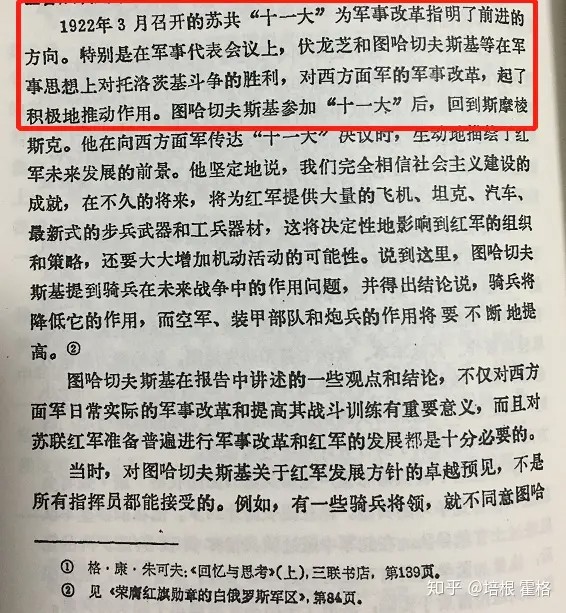 1922年3月召开的苏共“十一大”为军事改革指明了前进的
方向。特别是在军事代表会议上，伏龙芝和图哈切夫斯基等在军
事思想上对托洛茨基斗争的胜利，对西方面军的军事改革，起了
积极地推动作用。图哈切夫斯基参加“十一大”后，回到斯摩棱
斯克。他在向西方面军传达“十一大”决议时，生动地描绘了红
军未来发展的前景。他坚定地说，我们完全相信社会主义建设的
成就，在不久的将来，将为红军提供大量的飞机、坦克、汽车、
最新式的步兵武器和工兵器材，这将决定性地影响到红军的组织
和策略，还要大大增加机动活动的可能性。说到这里，图哈切夫
斯基提到骑兵在未来战争中的作用问题，并得出结论说，骑兵将
降低它的作用，而空军、装甲部队和炮兵的作用将要不断地提
高。②
图哈切夫斯基在报告中讲述的一些观点和结论，不仅对西方
面军日常实际的军事改革和提高其战斗训练有重要意义，而且对
苏联红军准备普遍进行军事改革和红军的发展都是十分必要的。
当时，对图哈切夫斯基关于红军发展方针的卓越预见，不是
所有指挥员都能接受的。例如，有一些骑兵将领，就不同意图哈
① 格·康·朱可夫：《回忆与思考》（上），三联书店，第139页。
② 见《荣膺红旗勋章的白俄罗斯军区》，第84页。
知乎 @培根 霍格